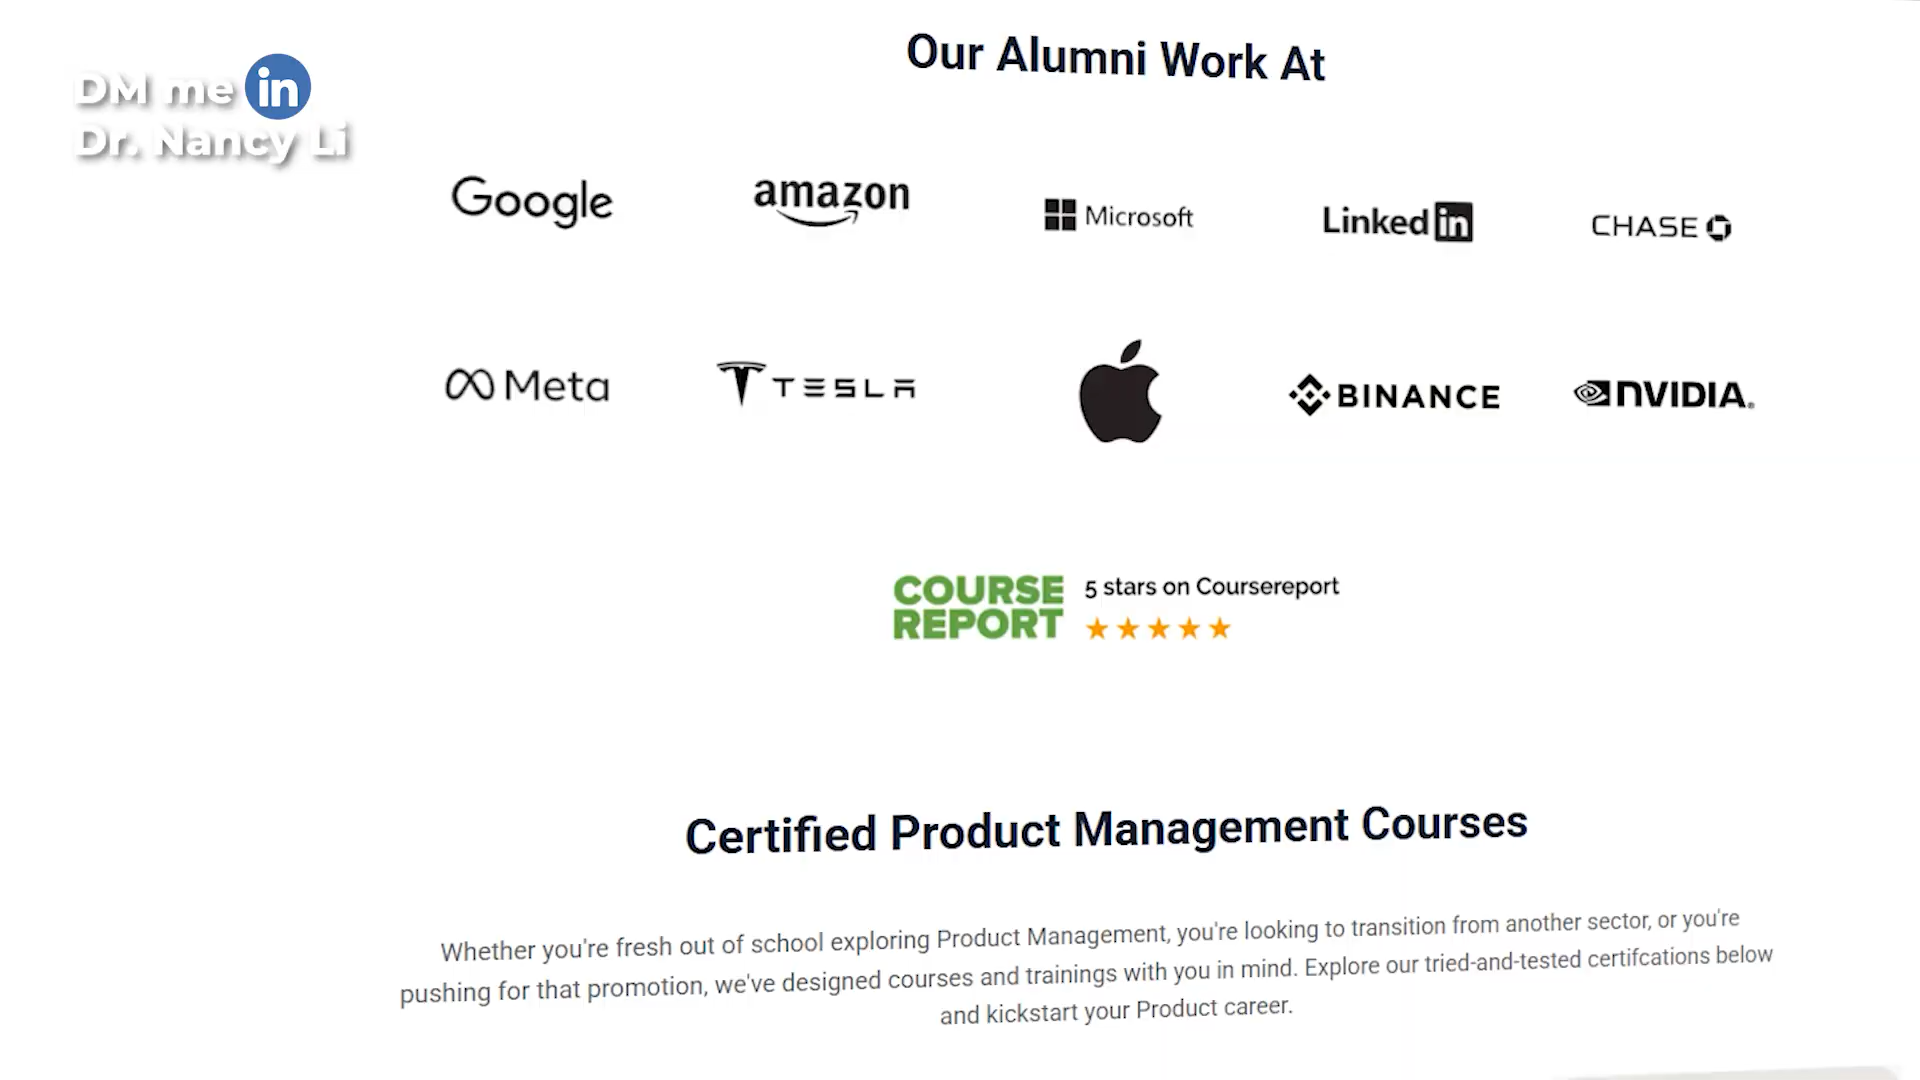 DM me in
Dr. Nancy Li
Our Alumni Work At
Google
amazon
Microsoft
Linked in
CHASE
Meta
TESLA
BINANCE
NVIDIA.
COURSE
REPORT
5 stars on Coursereport
Certified Product Management Courses
Whether you're fresh out of school exploring Product Management, you're looking to transition from another sector, or you're
pushing for that promotion, we've designed courses and trainings with you in mind. Explore our tried-and-tested certifcations below
and kickstart your Product career.